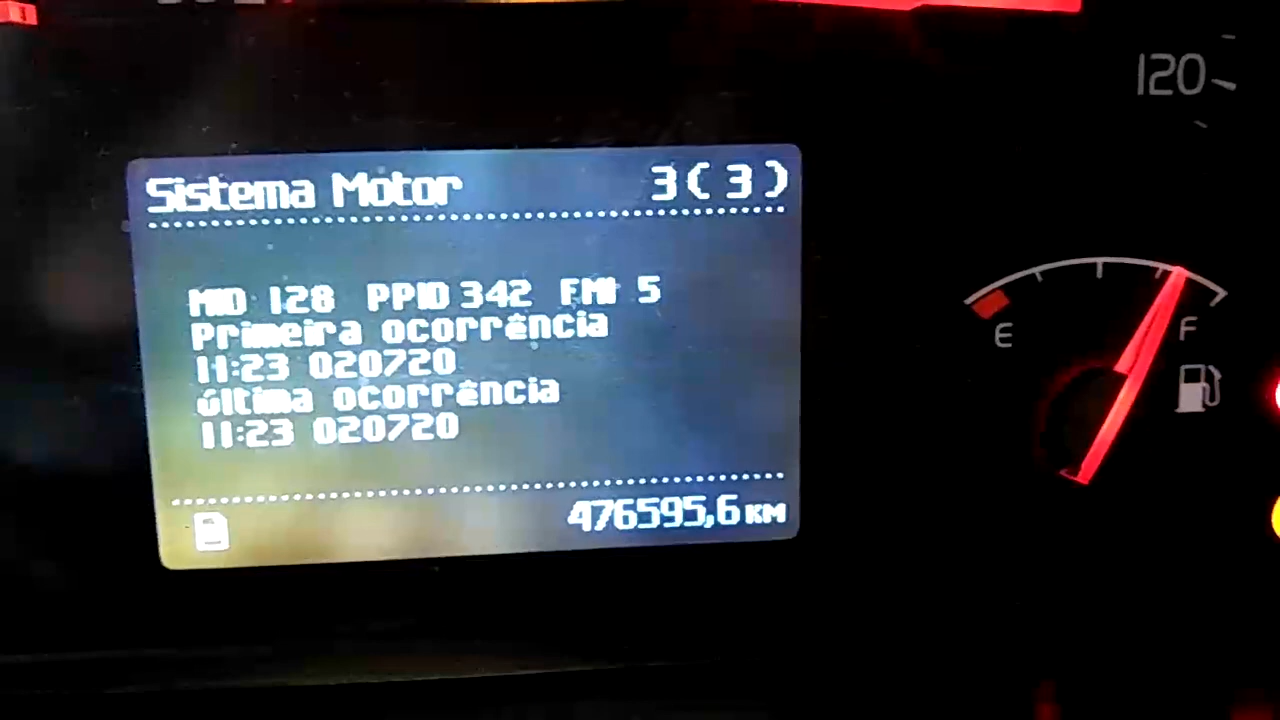 Sistema Motor 3(3)
MID 128 PPID 342 FMI 5
Primeira ocorrência
11:23 020720
última ocorrência
11:23 020720
476595,6 KM
120
E
F